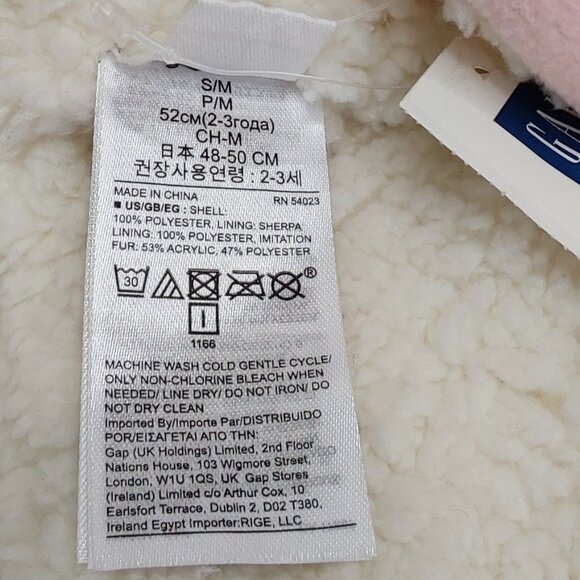 S/M
P/M
52см(2-3года)
CH-M
日本 48-50 CM
권장사용연령 : 2-3세
MADE IN CHINA RN 54023
■ US/GB/EG : SHELL:
100% POLYESTER, LINING: SHERPA
LINING: 100% POLYESTER, IMITATION
FUR: 53% ACRYLIC, 47% POLYESTER
30
®
1166
MACHINE WASH COLD GENTLE CYCLE/
ONLY NON-CHLORINE BLEACH WHEN
NEEDED/ LINE DRY/ DO NOT IRON/ DO
NOT DRY CLEAN
Imported By/Importe Par/DISTRIBUIDO
POR/ΕΙΣΑΓΕΤΑΙ ΑΠΟ ΤΗΝ:
Gap (UK Holdings) Limited, 2nd Floor
Nations House, 103 Wigmore Street,
London, W1U 1QS, UK Gap Stores
(Ireland) Limited c/o Arthur Cox, 10
Earlsfort Terrace, Dublin 2, D02 T380,
Ireland Egypt Importer:RIGE, LLC
GA